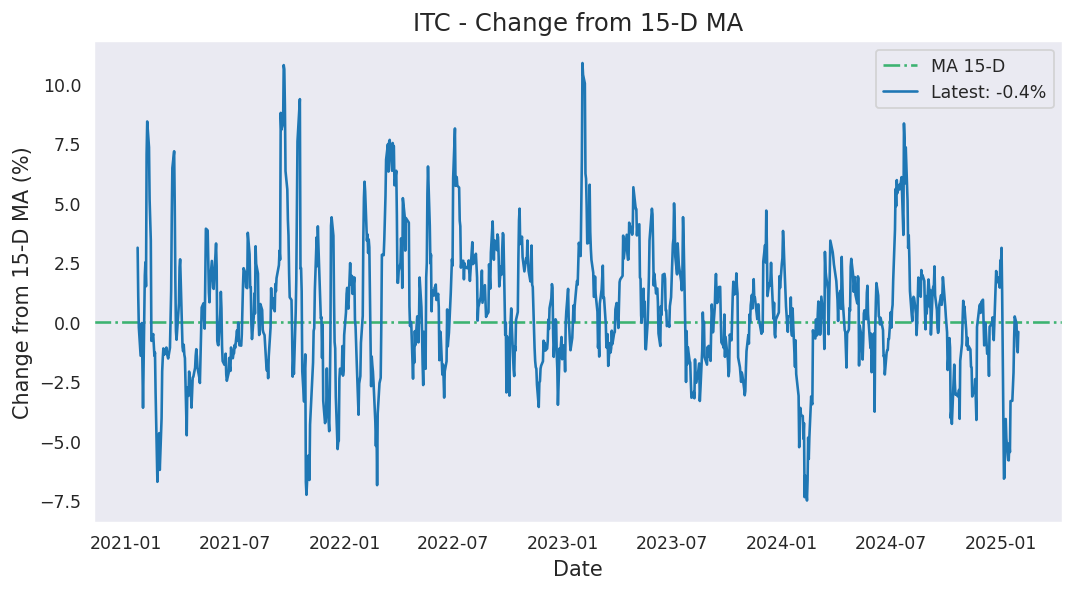 ITC - Change from 15-D MA
MA 15-D
Latest: -0.4%
Change from 15-D MA (%)
10.0
7.5
5.0
2.5
0.0
−2.5
−5.0
−7.5
2021-01 2021-07 2022-01 2022-07 2023-01 2023-07 2024-01 2024-07 2025-01
Date